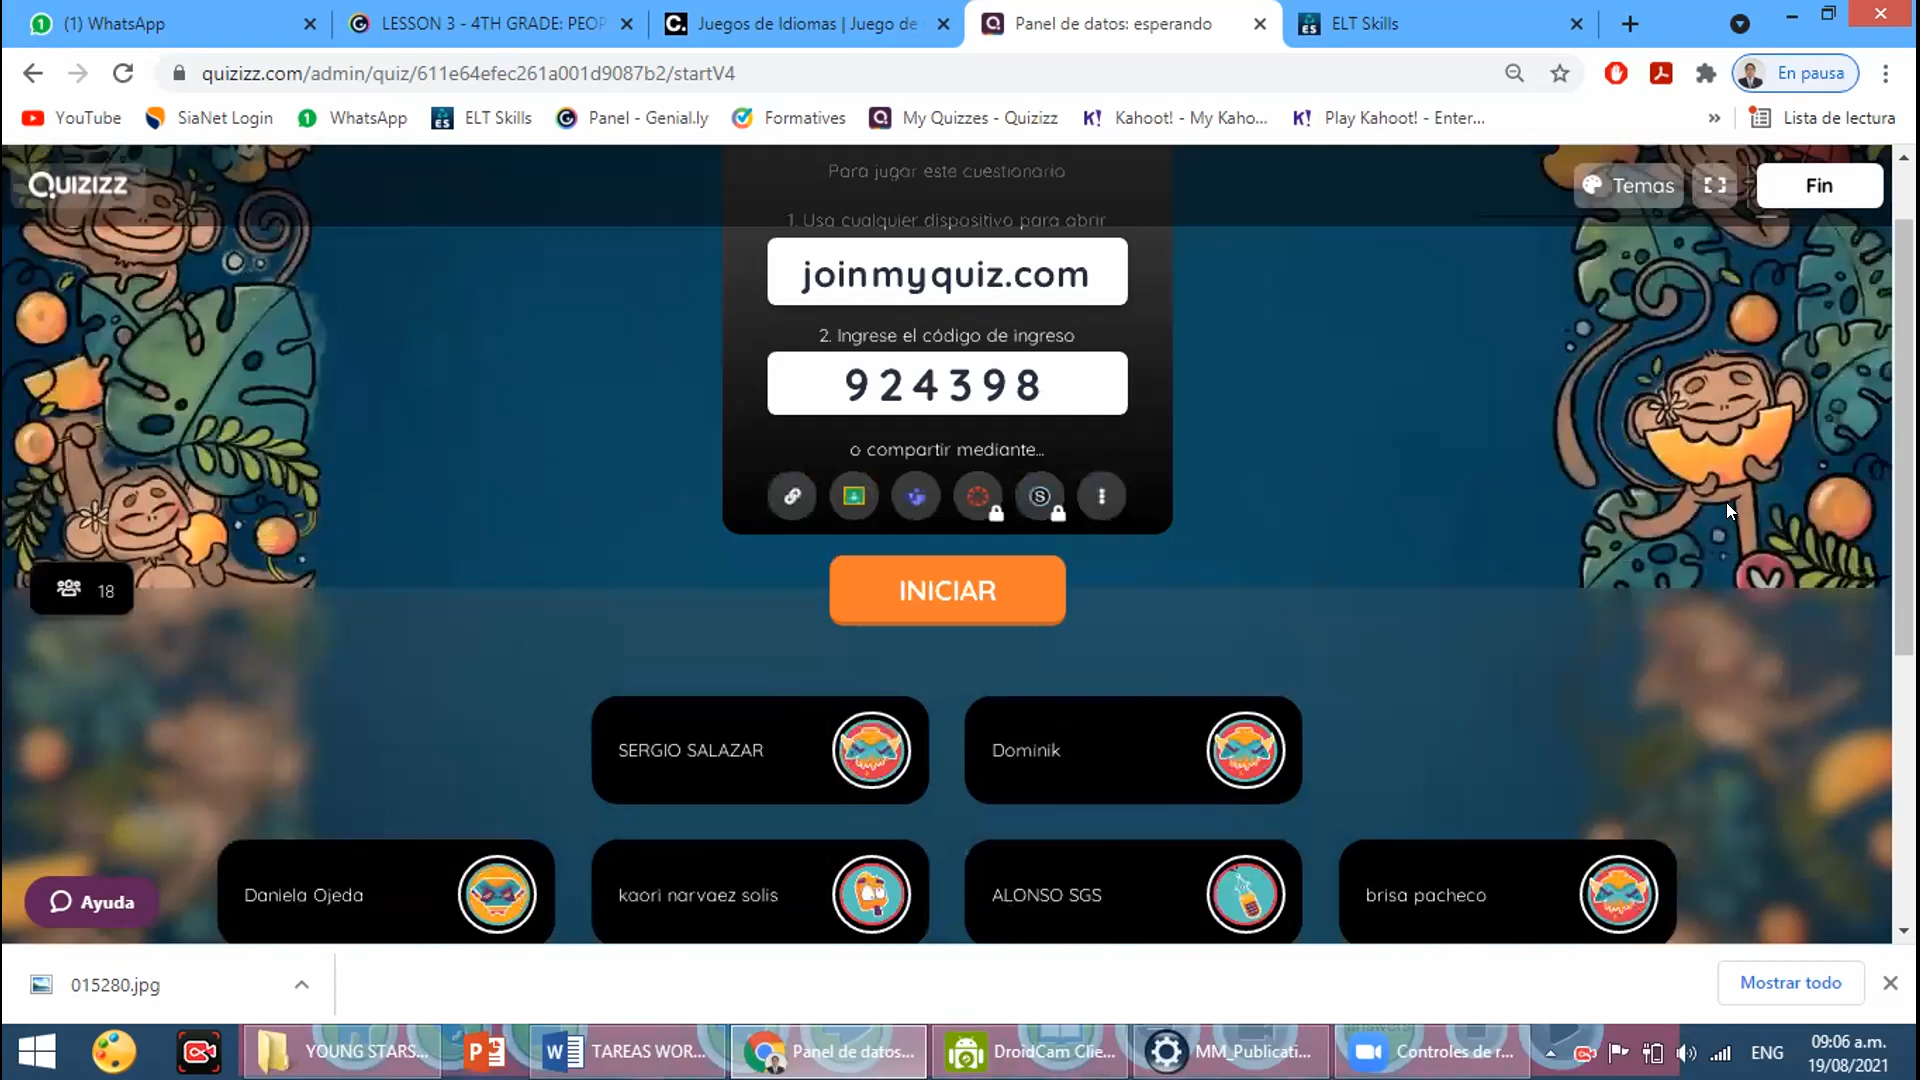 (1) WhatsApp
LESSON 3 - 4TH GRADE: PEOP
Juegos de Idiomas | Juego de
Panel de datos: esperando
ELT Skills
quizizz.com/admin/quiz/611e64efec261a001d9087b2/startV4
En pausa
YouTube
SiaNet Login
WhatsApp
ELT Skills
Panel - Genial.ly
Formatives
My Quizzes - Quizizz
Kahoot! - My Kaho...
Play Kahoot! - Enter...
»
Lista de lectura
Quizizz
Para jugar este cuestionario
Temas
Fin
1. Usa cualquier dispositivo para abrir
joinmyquiz.com
2. Ingrese el código de ingreso
924398
o compartir mediante...
18
INICIAR
SERGIO SALAZAR
Dominik
Daniela Ojeda
kaori narvaez solis
ALONSO SGS
brisa pacheco
Ayuda
015280.jpg
Mostrar todo
YOUNG STARS...
TAREAS WOR...
Panel de datos...
DroidCam Clie...
MM_Publicati...
Controles de r...
ENG
09:06 a.m.
19/08/2021